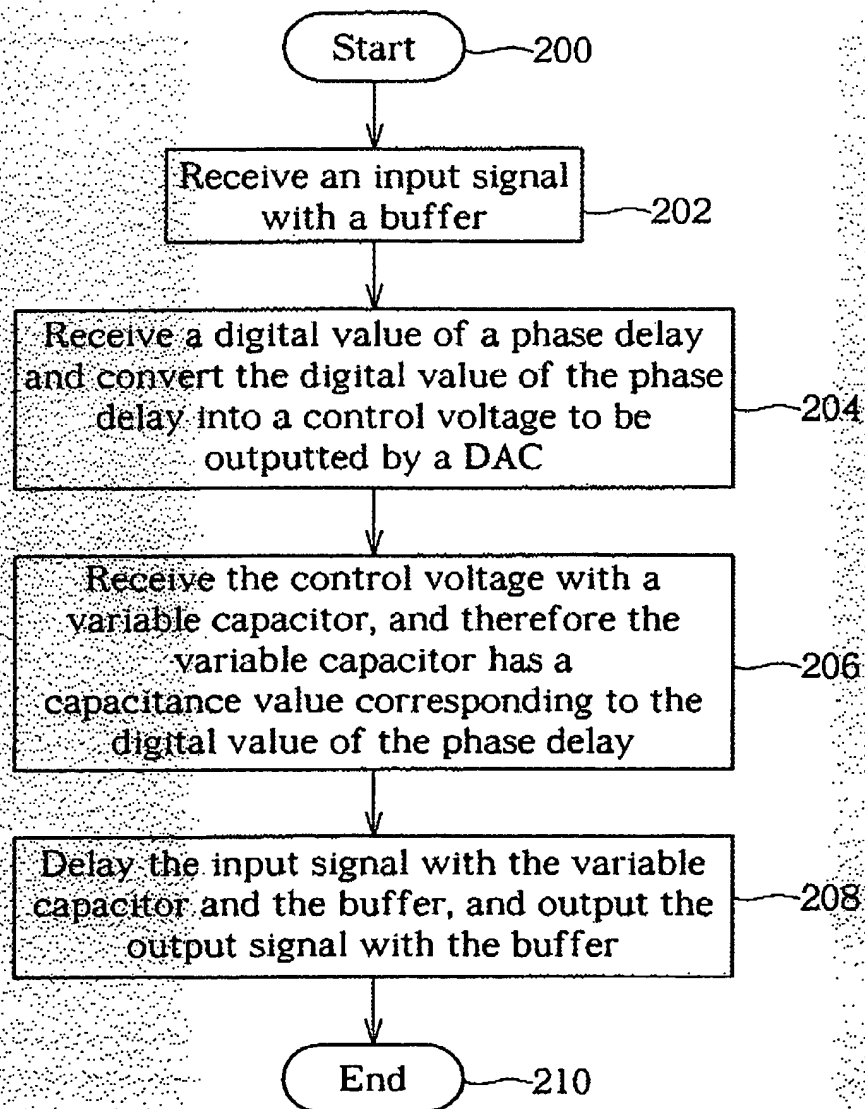 Start
200
Receive an input signal
with a buffer
202
Receive a digital value of a phase delay
and convert the digital value of the phase
delay into a control voltage to be
outputted by a DAC
204
Receive the control voltage with a
variable capacitor, and therefore the
variable capacitor has a
capacitance value corresponding to the
digital value of the phase delay
206
Delay the input signal with the variable
capacitor and the buffer, and output the
output signal with the buffer
208
End
210